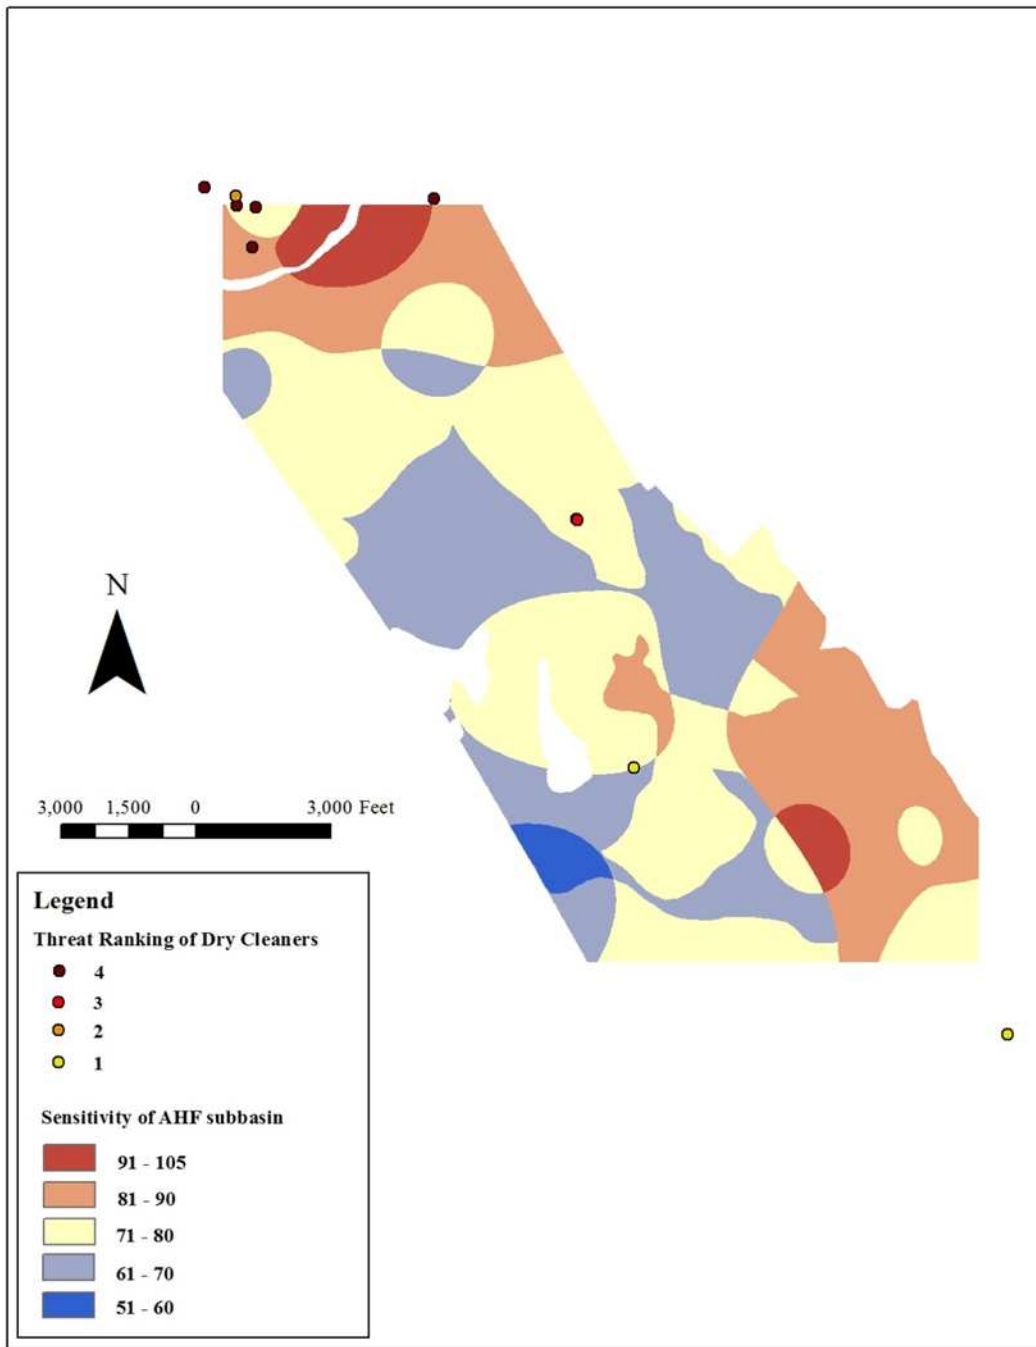 N
3,000 1,500 0 3,000 Feet
Legend
Threat Ranking of Dry Cleaners
4
3
2
1
Sensitivity of AHF subbasin
91 - 105
81 - 90
71 - 80
61 - 70
51 - 60